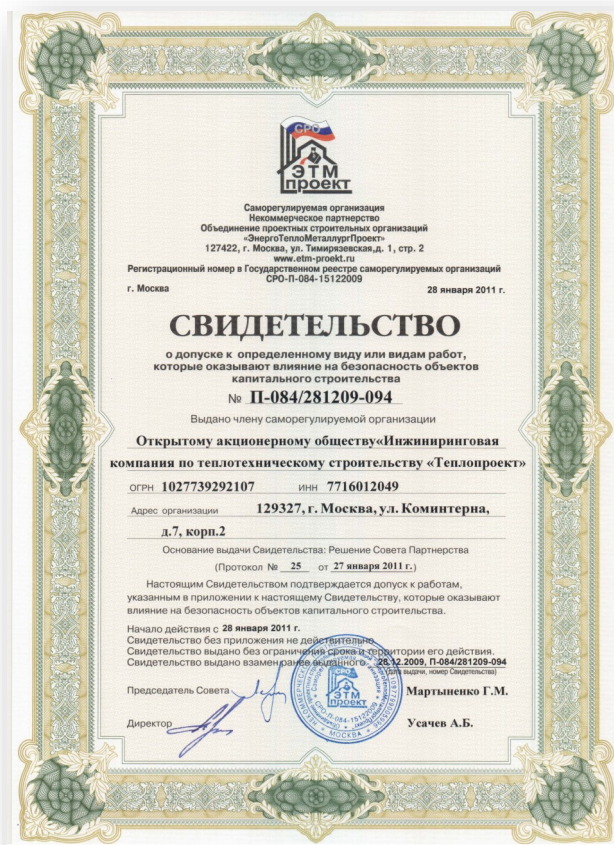 СРО
ЭТМ
проект
Саморегулируемая организация
Некоммерческое партнерство
Объединение проектных строительных организаций
«ЭнергоТеплоМеталлургПроект»
127422, г. Москва, ул. Тимирязевская,д. 1, стр. 2
www.etm-proekt.ru
Регистрационный номер в Государственном реестре саморегулируемых организаций
СРО-П-084-15122009
г. Москва 28 января 2011 г.
СВИДЕТЕЛЬСТВО
о допуске к определенному виду или видам работ,
которые оказывают влияние на безопасность объектов
капитального строительства
№ П-084/281209-094
Выдано члену саморегулируемой организации
Открытому акционерному обществу«Инжиниринговая
компания по теплотехническому строительству «Теплопроект»
ОГРН 1027739292107 ИНН 7716012049
Адрес организации 129327, г. Москва, ул. Коминтерна,
д.7, корп.2
Основание выдачи Свидетельства: Решение Совета Партнерства
(Протокол № 25 от 27 января 2011 г.)
Настоящим Свидетельством подтверждается допуск к работам,
указанным в приложении к настоящему Свидетельству, которые оказывают
влияние на безопасность объектов капитального строительства.
Начало действия с 28 января 2011 г.
Свидетельство без приложения не действительно.
Свидетельство выдано без ограничения срока и территории его действия.
Свидетельство выдано взамен ранее выданного 28.12.2009, П-084/281209-094
(дата выдачи, номер Свидетельства)
Председатель Совета Мартыненко Г.М.
Директор Усачев А.Б.
ЭТМ
проект
СРО-П-084-15122009
МОСКВА